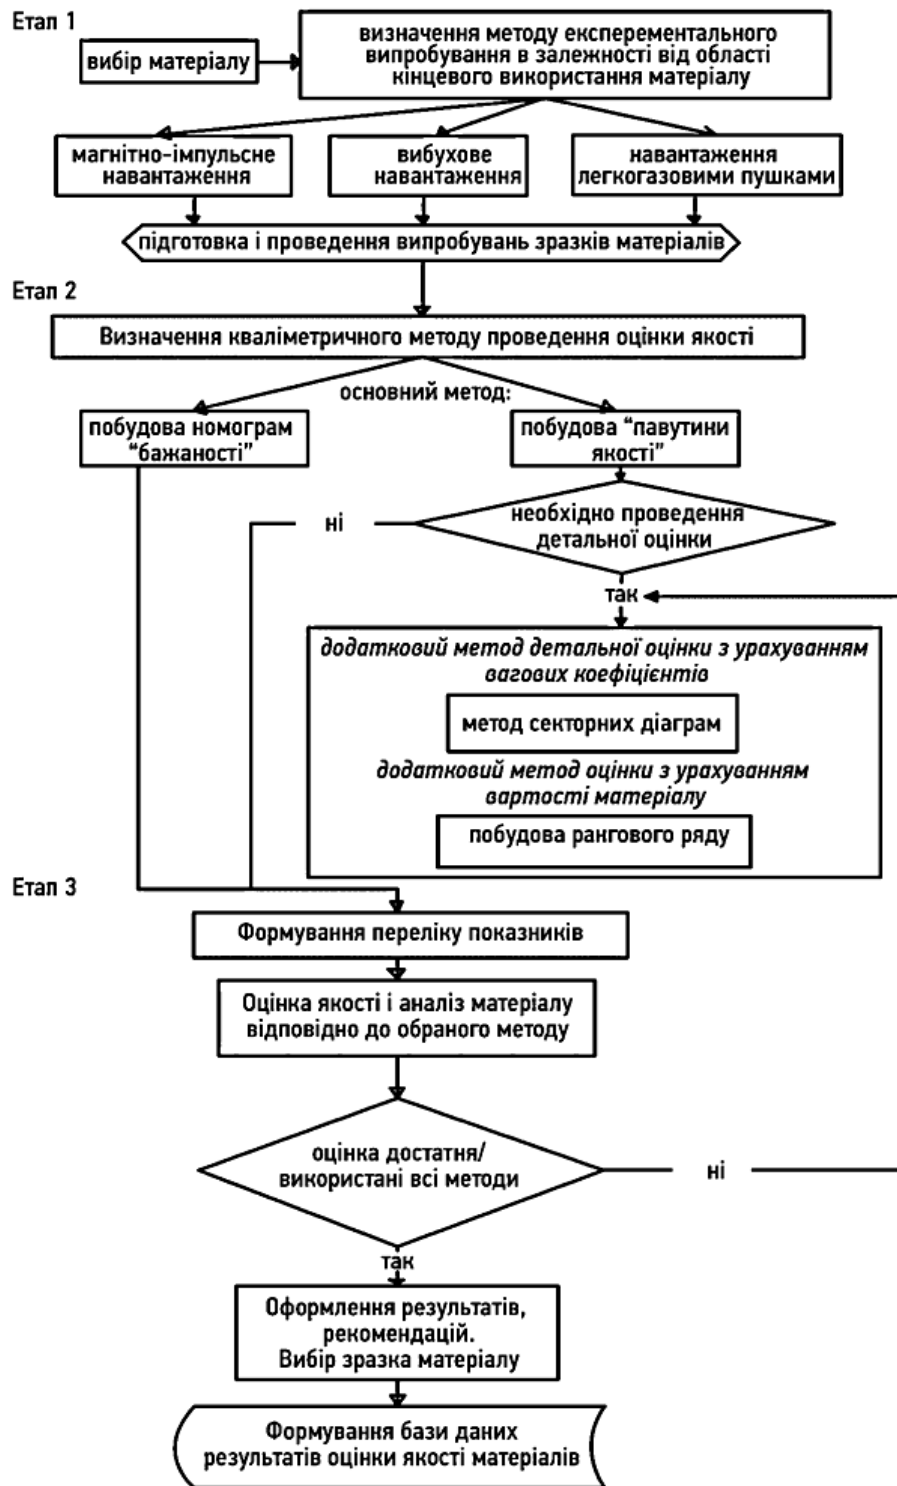 Етап 1
вибір матеріалу
визначення методу експерементального
випробування в залежності від області
кінцевого використання матеріалу
магнітно-імпульсне
навантаження
вибухове
навантаження
навантаження
легкогазовими пушками
підготовка і проведення випробувань зразків матеріалів
Етап 2
Визначення кваліметричного методу проведення оцінки якості
основний метод:
побудова номограм
“бажаності”
побудова “павутини
якості”
ні
необхідно проведення
детальної оцінки
так
додатковий метод детальної оцінки з урахуванням
вагових коефіцієнтів
метод секторних діаграм
додатковий метод оцінки з урахуванням
вартості матеріалу
побудова рангового ряду
Етап 3
Формування переліку показників
Оцінка якості і аналіз матеріалу
відповідно до обраного методу
оцінка достатня/
використані всі методи
ні
так
Оформлення результатів,
рекомендацій.
Вибір зразка матеріалу
Формування бази даних
результатів оцінки якості матеріалів